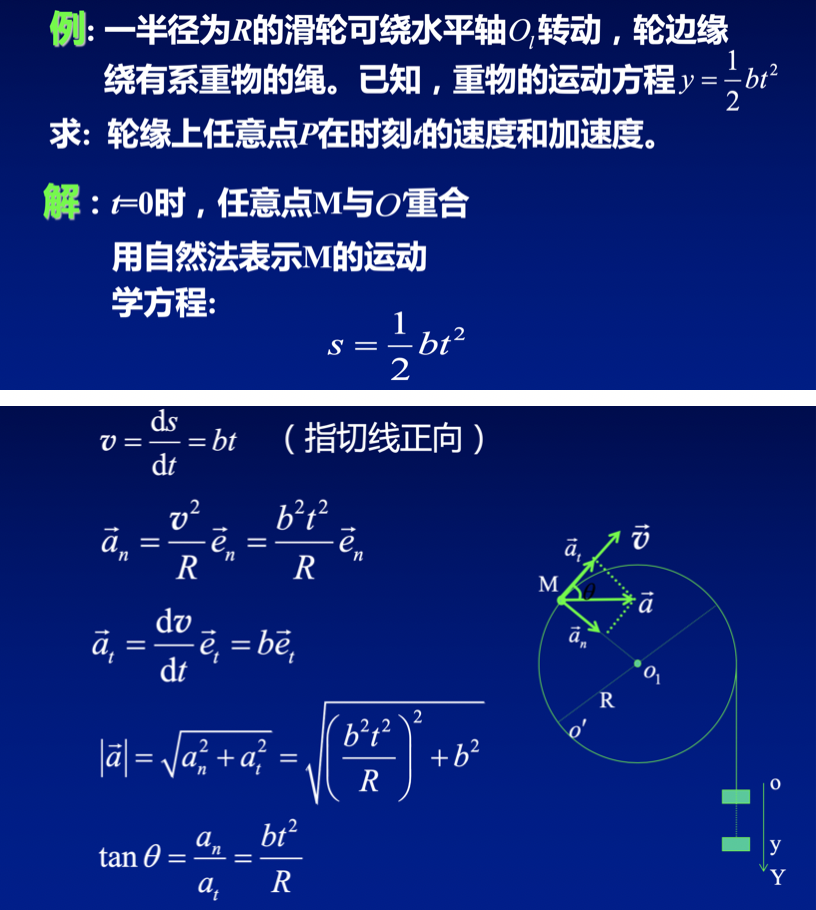 例: 一半径为R的滑轮可绕水平轴O_l转动，轮边缘
绕有系重物的绳。已知，重物的运动方程 y = \frac{1}{2} bt^2
求: 轮缘上任意点P在时刻t的速度和加速度。
解：t=0时，任意点M与O′重合
用自然法表示M的运动
学方程:
s = \frac{1}{2} bt^2
v = \frac{ds}{dt} = bt （指切线正向）
\vec{a}_n = \frac{v^2}{R} \vec{e}_n = \frac{b^2t^2}{R} \vec{e}_n
\vec{a}_t = \frac{dv}{dt} \vec{e}_t = b\vec{e}_t
|\vec{a}| = \sqrt{a_n^2 + a_t^2} = \sqrt{\left(\frac{b^2t^2}{R}\right)^2 + b^2}
\tan θ = \frac{a_n}{a_t} = \frac{bt^2}{R}
\vec{v}
\vec{a}_t
M
θ
\vec{a}
\vec{a}_n
O_1
R
o′
o
y
Y